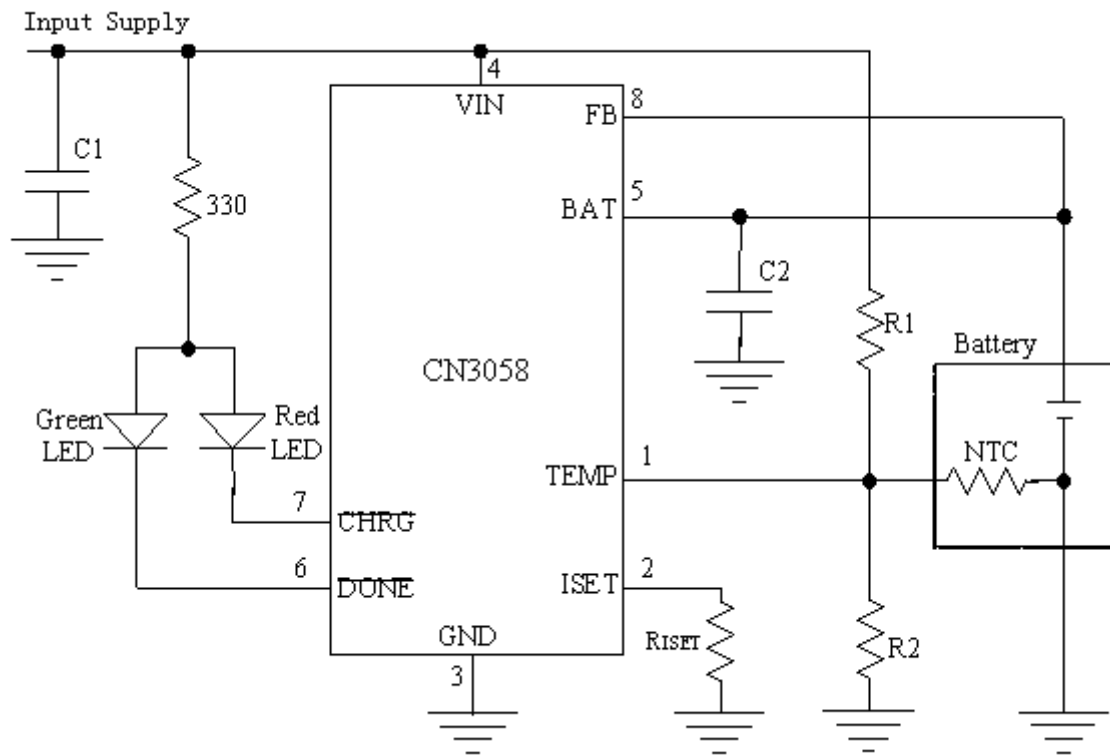 Input Supply
4
VIN
8
FB
C1
330
5
BAT
C2
R1
CN3058
Battery
Green
LED
Red
LED
NTC
1
TEMP
7
CHRG
6
DONE
2
ISET
GND
3
RISET
R2